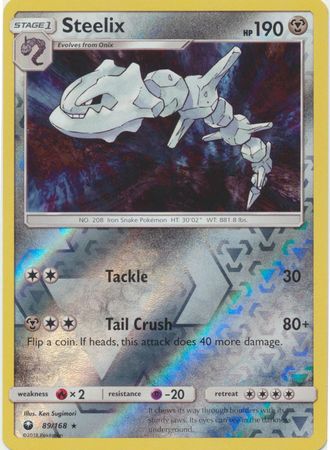 STAGE 1
Steelix
HP 190
Evolves from Onix
NO. 208 Iron Snake Pokémon HT: 30'02" WT: 881.8 lbs.
Tackle 30
Tail Crush 80+
Flip a coin. If heads, this attack does 40 more damage.
weakness × 2 resistance -20 retreat
Illus. Ken Sugimori
89/168 ★
©2018 Pokémon
It chews its way through boulders with its
sturdy jaws. Its eyes can see in the darkness
underground.